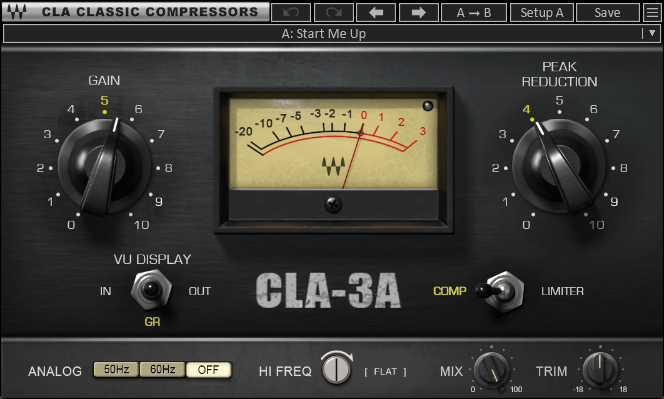 CLA CLASSIC COMPRESSORS
A → B
Setup A
Save
A: Start Me Up
GAIN
0 1 2 3 4 5 6 7 8 9 10
-20 -10 -7 -5 -3 -2 -1 0 1 2 3
PEAK
REDUCTION
0 1 2 3 4 5 6 7 8 9 10
VU DISPLAY
IN OUT
GR
CLA-3A
COMP LIMITER
ANALOG 50Hz 60Hz OFF
HI FREQ [ FLAT ]
MIX
0 100
TRIM
-18 18